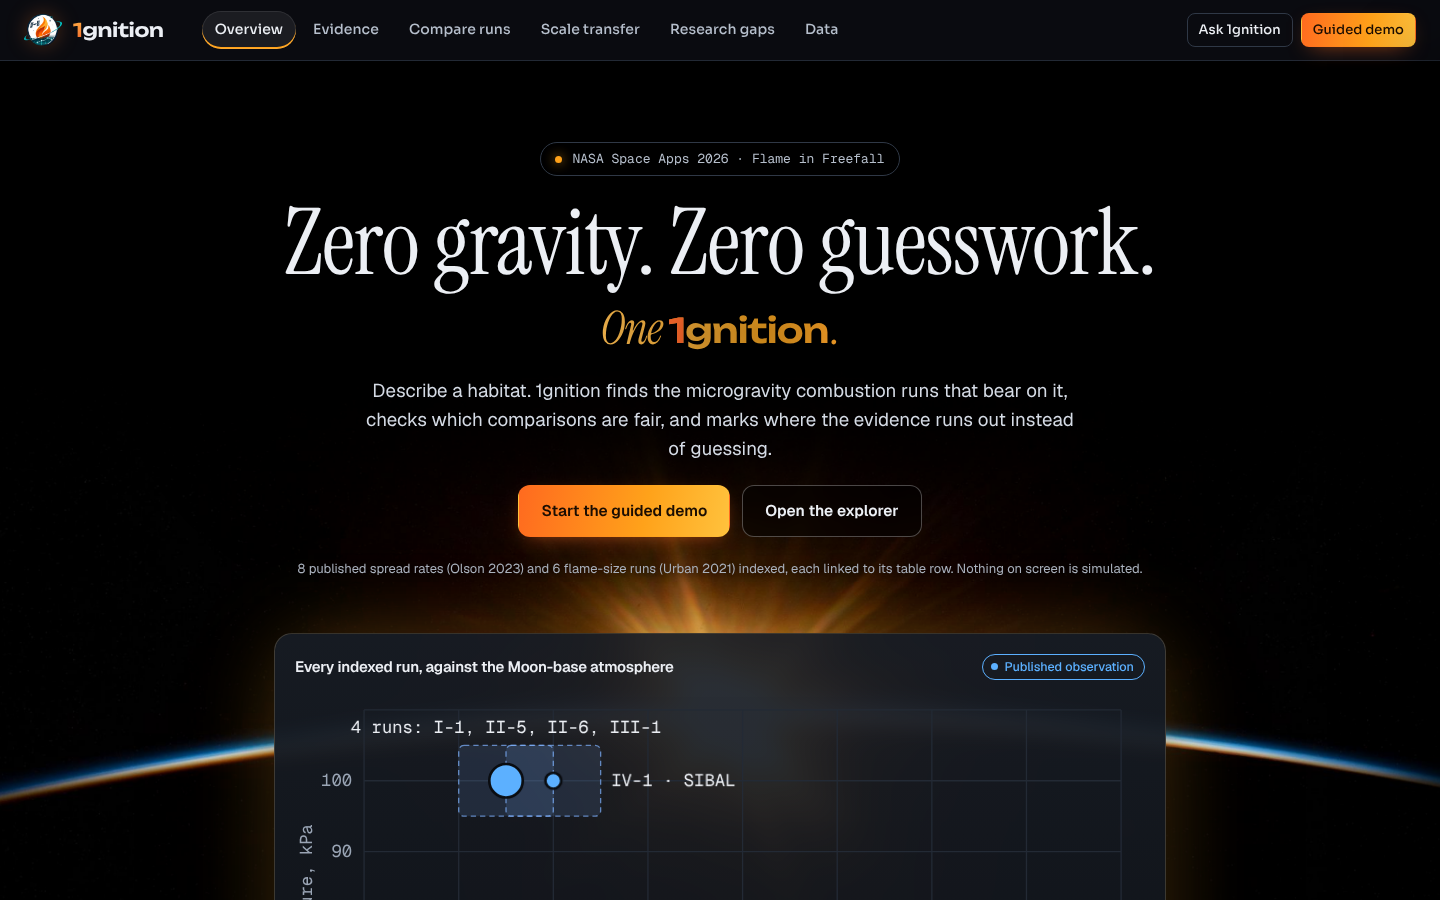 1gnition
Overview
Evidence
Compare runs
Scale transfer
Research gaps
Data
Ask 1gnition
Guided demo
NASA Space Apps 2026 · Flame in Freefall
Zero gravity. Zero guesswork.
One 1gnition.
Describe a habitat. 1gnition finds the microgravity combustion runs that bear on it,
checks which comparisons are fair, and marks where the evidence runs out instead
of guessing.
Start the guided demo
Open the explorer
8 published spread rates (Olson 2023) and 6 flame-size runs (Urban 2021) indexed, each linked to its table row. Nothing on screen is simulated.
Every indexed run, against the Moon-base atmosphere
Published observation
4 runs: I-1, II-5, II-6, III-1
100
IV-1 · SIBAL
90
kPa